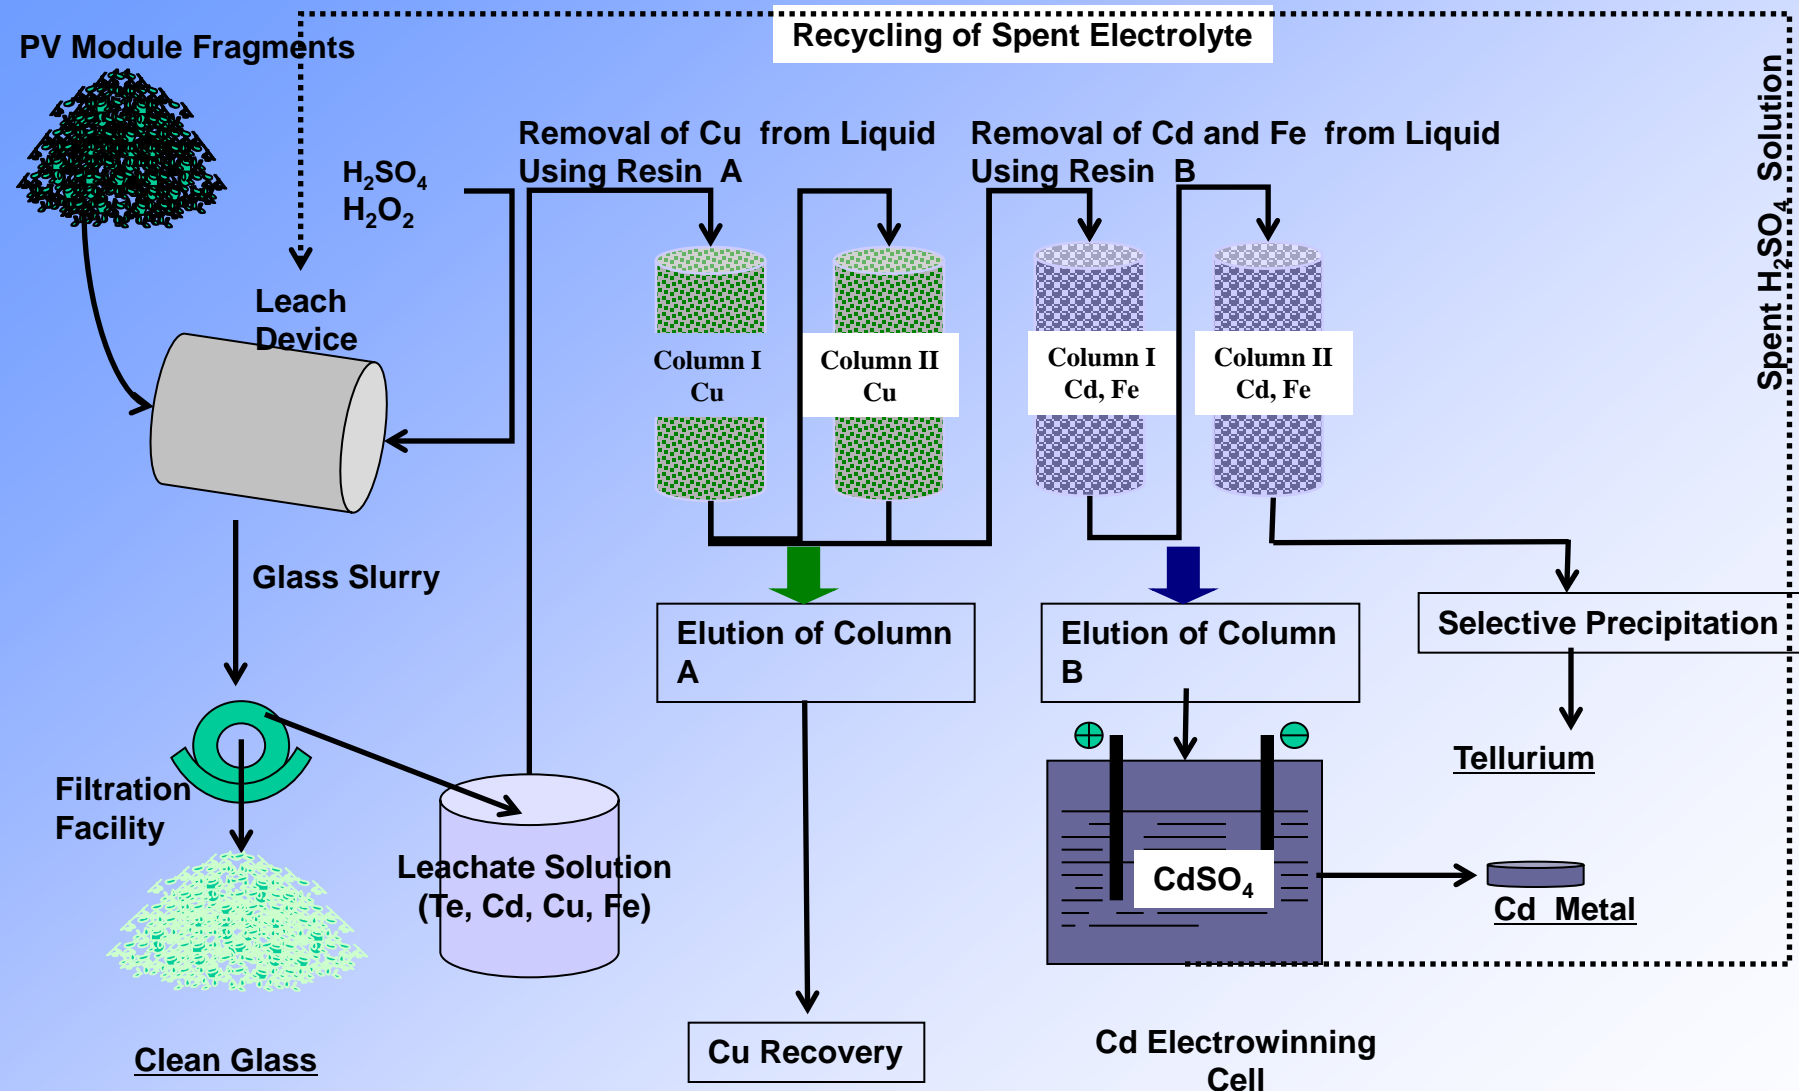 Recycling of Spent Electrolyte
PV Module Fragments
Spent H₂SO₄ Solution
Removal of Cu from Liquid
Using Resin A
Removal of Cd and Fe from Liquid
Using Resin B
H₂SO₄
H₂O₂
Leach
Device
Column I
Cu
Column II
Cu
Column I
Cd, Fe
Column II
Cd, Fe
Glass Slurry
Elution of Column
A
Elution of Column
B
Selective Precipitation
Tellurium
Filtration
Facility
Leachate Solution
(Te, Cd, Cu, Fe)
CdSO₄
Cd Metal
Clean Glass
Cu Recovery
Cd Electrowinning
Cell